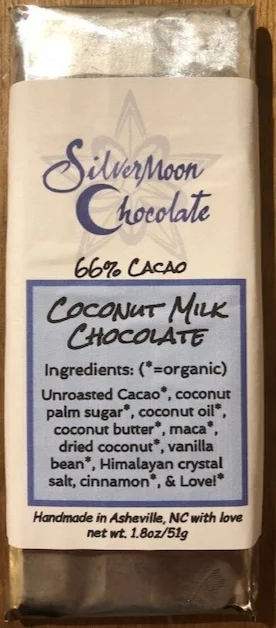 SilverMoon
Chocolate
66% Cacao
Coconut Milk
Chocolate
Ingredients: (*=organic)
Unroasted Cacao*, coconut
palm sugar*, coconut oil*,
coconut butter*, maca*,
dried coconut*, vanilla
bean*, Himalayan crystal
salt, cinnamon*, & Love!*
Handmade in Asheville, NC with love
net wt. 1.8oz/51g